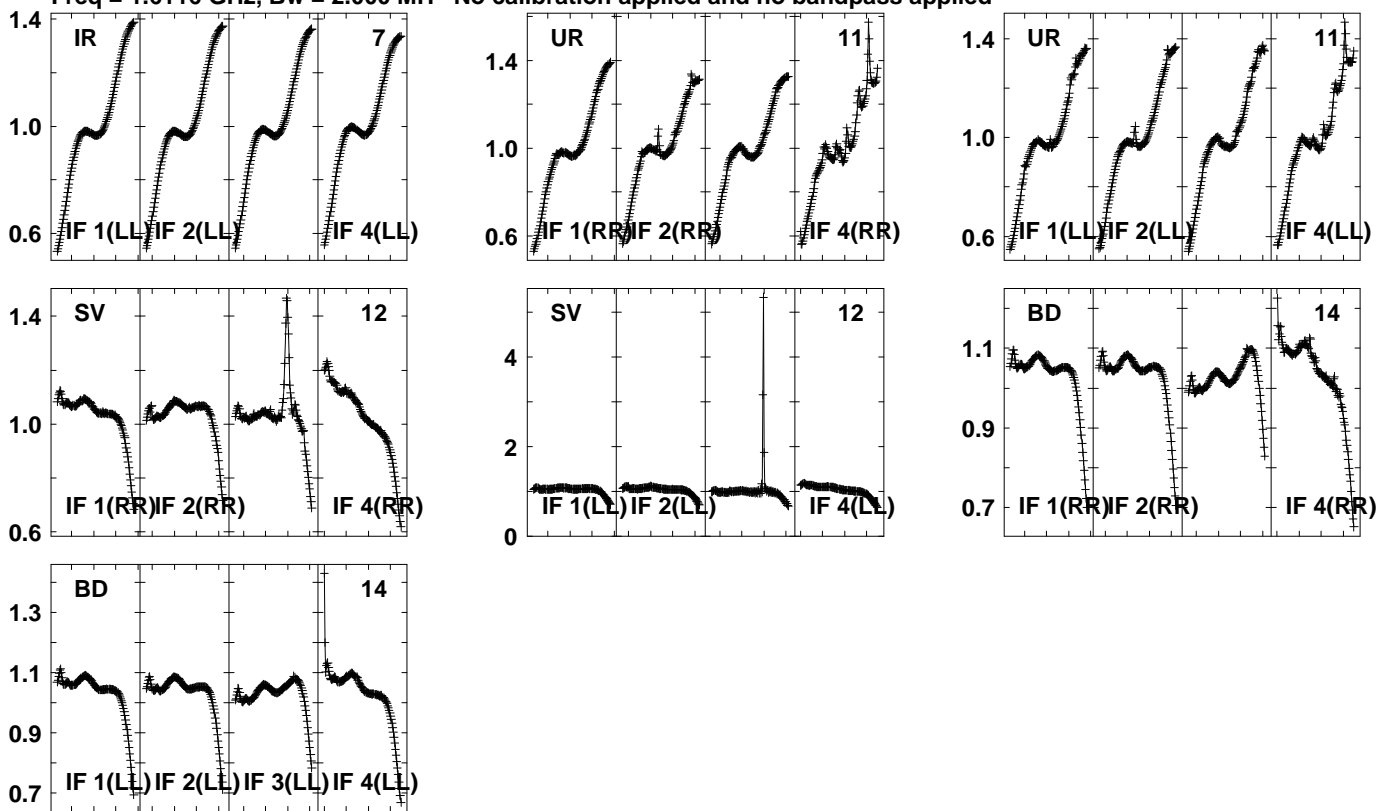 No calibration applied and no bandpass applied
1.4
1.0
0.6
IR
7
IF 1(LL)
IF 2(LL)
IF 4(LL)
1.4
1.0
0.6
UR
11
IF 1(RR)
IF 2(RR)
IF 4(RR)
1.4
1.0
0.6
UR
11
IF 1(LL)
IF 2(LL)
IF 4(LL)
1.4
1.0
0.6
SV
12
IF 1(RR)
IF 2(RR)
IF 4(RR)
4
2
0
SV
12
IF 1(LL)
IF 2(LL)
IF 4(LL)
1.1
0.9
0.7
BD
14
IF 1(RR)
IF 2(RR)
IF 4(RR)
1.3
1.1
0.9
0.7
BD
14
IF 1(LL)
IF 2(LL)
IF 3(LL)
IF 4(LL)